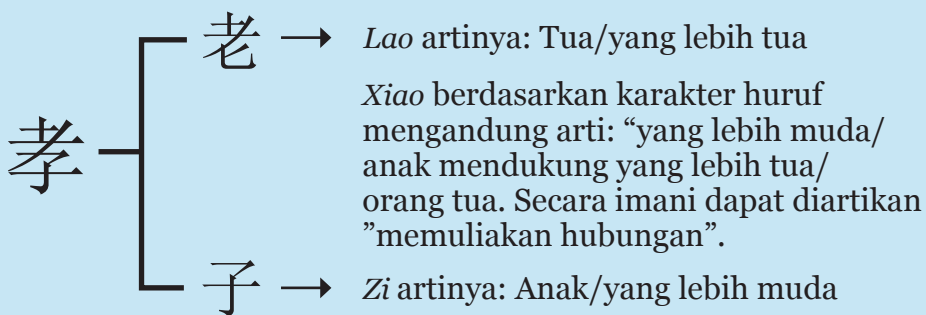 老 → Lao artinya: Tua/yang lebih tua
孝
Xiao berdasarkan karakter huruf
mengandung arti: “yang lebih muda/
anak mendukung yang lebih tua/
orang tua. Secara imani dapat diartikan
”memuliakan hubungan”.
子 → Zi artinya: Anak/yang lebih muda